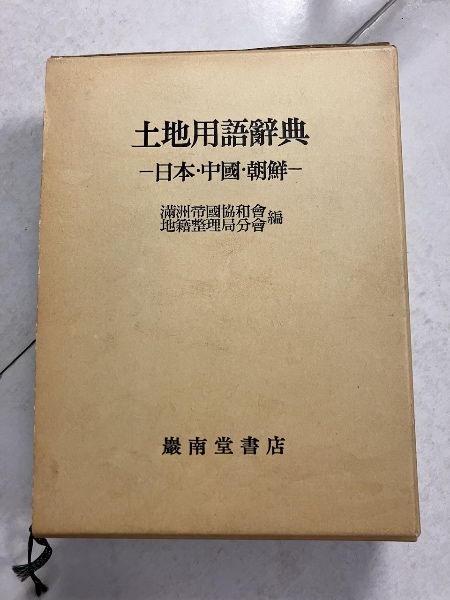 土地用語辭典
—日本・中國・朝鮮—
滿洲帝國協和會
地籍整理局分會 編
巖南堂書店